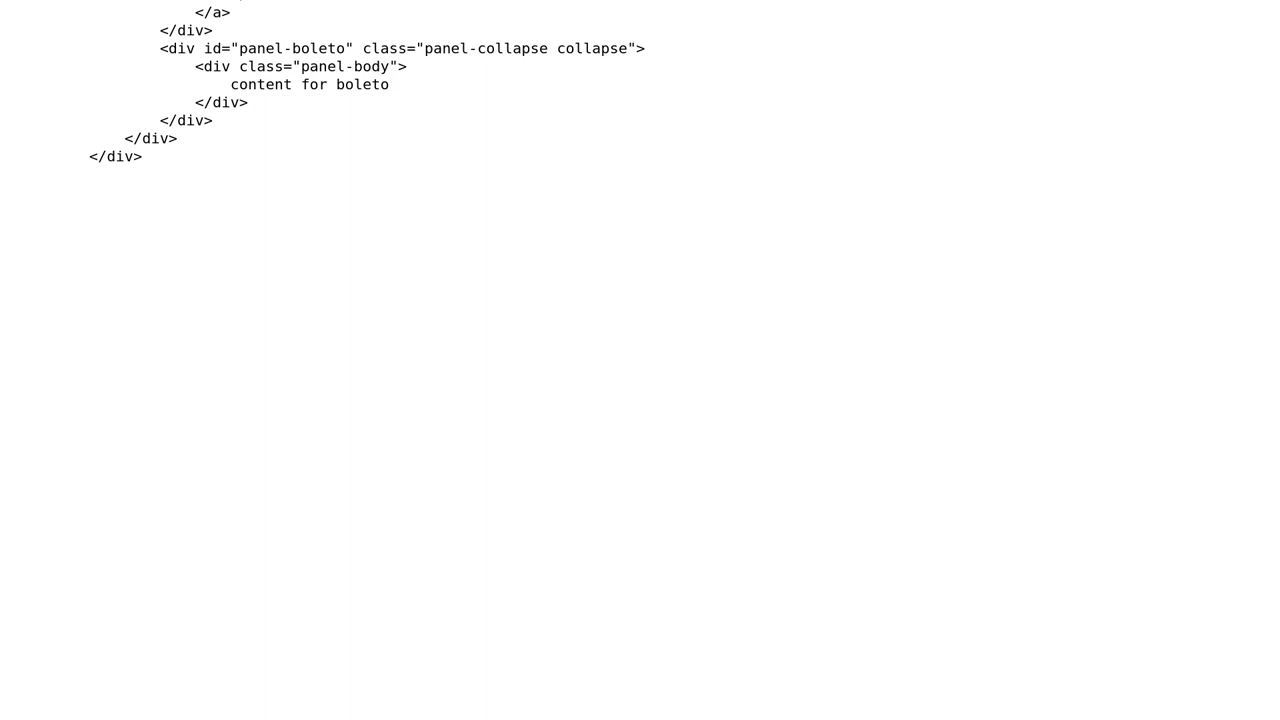 </a>
</div>
<div id="panel-boleto" class="panel-collapse collapse">
<div class="panel-body">
content for boleto
</div>
</div>
</div>
</div>